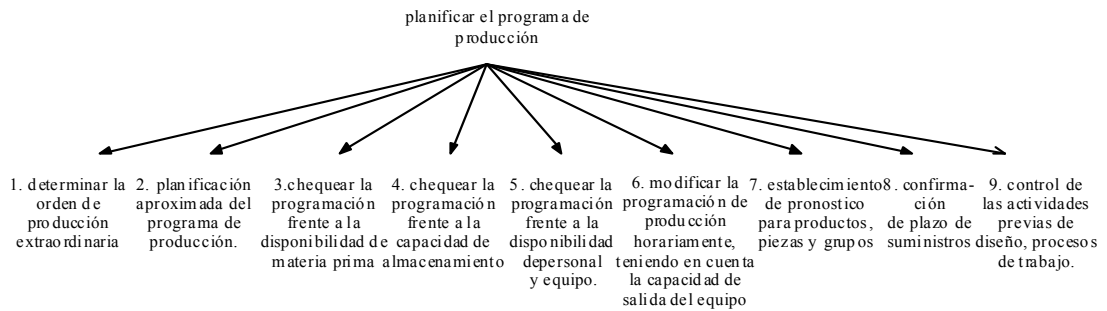 planificar el programa de
producción
1. determinar la
orden de
producción
extraordinaria
2. planificación
aproximada del
programa de
producción.
3.chequear la
programación
frente a la
disponibilidad de
materia prima
4. chequear la
programación
frente a la
capacidad de
almacenamiento
5. chequear la
programación
frente a la
disponibilidad
depersonal
y equipo.
6. modificar la
programación de
producción
horariamente,
teniendo en cuenta
la capacidad de
salida del equipo
7. establecimiento
de pronostico
para productos,
piezas y grupos
8. confirma-
ción
de plazo de
suministros
9. control de
las actividades
previas de
diseño, procesos
de trabajo.